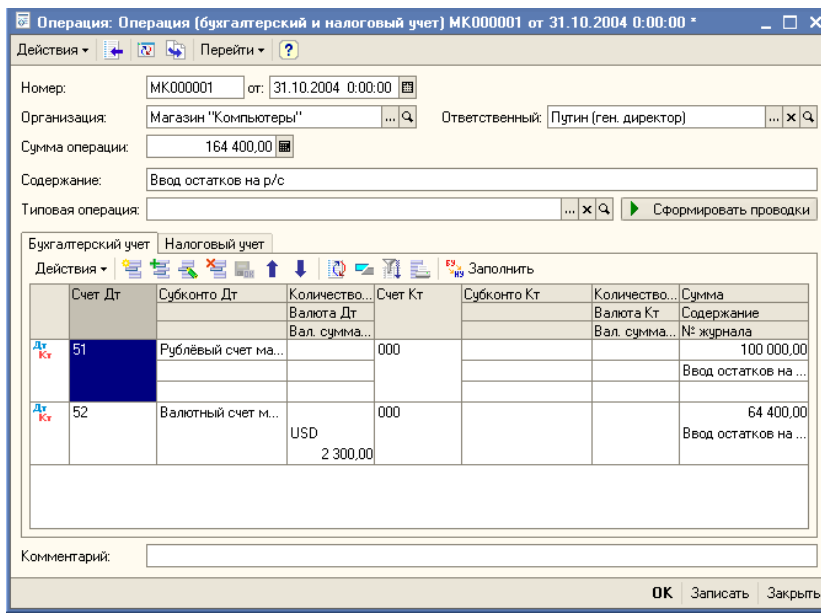 Операция: Операция (бухгалтерский и налоговый учет) МК000001 от 31.10.2004 0:00:00 *
Действия Перейти ?
Номер: МК000001 от: 31.10.2004 0:00:00
Организация: Магазин "Компьютеры" ... Ответственный: Путин (ген. директор) ... x
Сумма операции: 164 400,00
Содержание: Ввод остатков на р/с
Типовая операция: ... x Сформировать проводки
Бухгалтерский учет Налоговый учет
Действия БУ НУ Заполнить
Счет Дт Субконто Дт Количество... Счет Кт Субконто Кт Количество... Сумма
Валюта Дт Валюта Кт Содержание
Вал. сумма... Вал. сумма... № журнала
Дт Кт 51 Рублёвый счет ма... 000 100 000,00
Ввод остатков на ...
Дт Кт 52 Валютный счет м... 000 64 400,00
USD Ввод остатков на ...
2 300,00
Комментарий:
OK Записать Закрыть